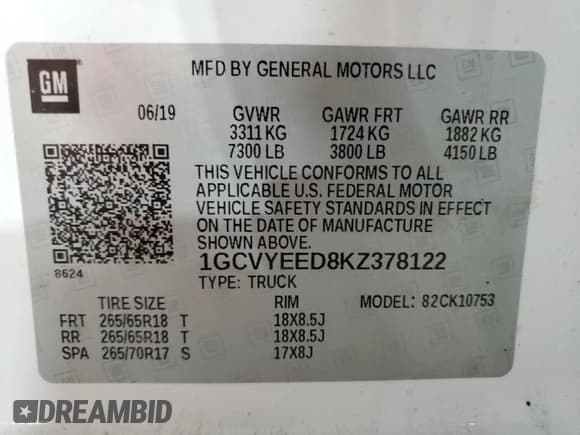 GM
MFD BY GENERAL MOTORS LLC
06/19 GVWR GAWR FRT GAWR RR
3311 KG 1724 KG 1882 KG
7300 LB 3800 LB 4150 LB
THIS VEHICLE CONFORMS TO ALL
APPLICABLE U.S. FEDERAL MOTOR
VEHICLE SAFETY STANDARDS IN EFFECT
ON THE DATE OF MANUFACTURE
SHOWN ABOVE.
8624
1GCVYEED8KZ378122
TYPE: TRUCK
TIRE SIZE RIM MODEL: 82CK10753
FRT 265/65R18 T 18X8.5J
RR 265/65R18 T 18X8.5J
SPA 265/70R17 S 17X8J
DREAMBID